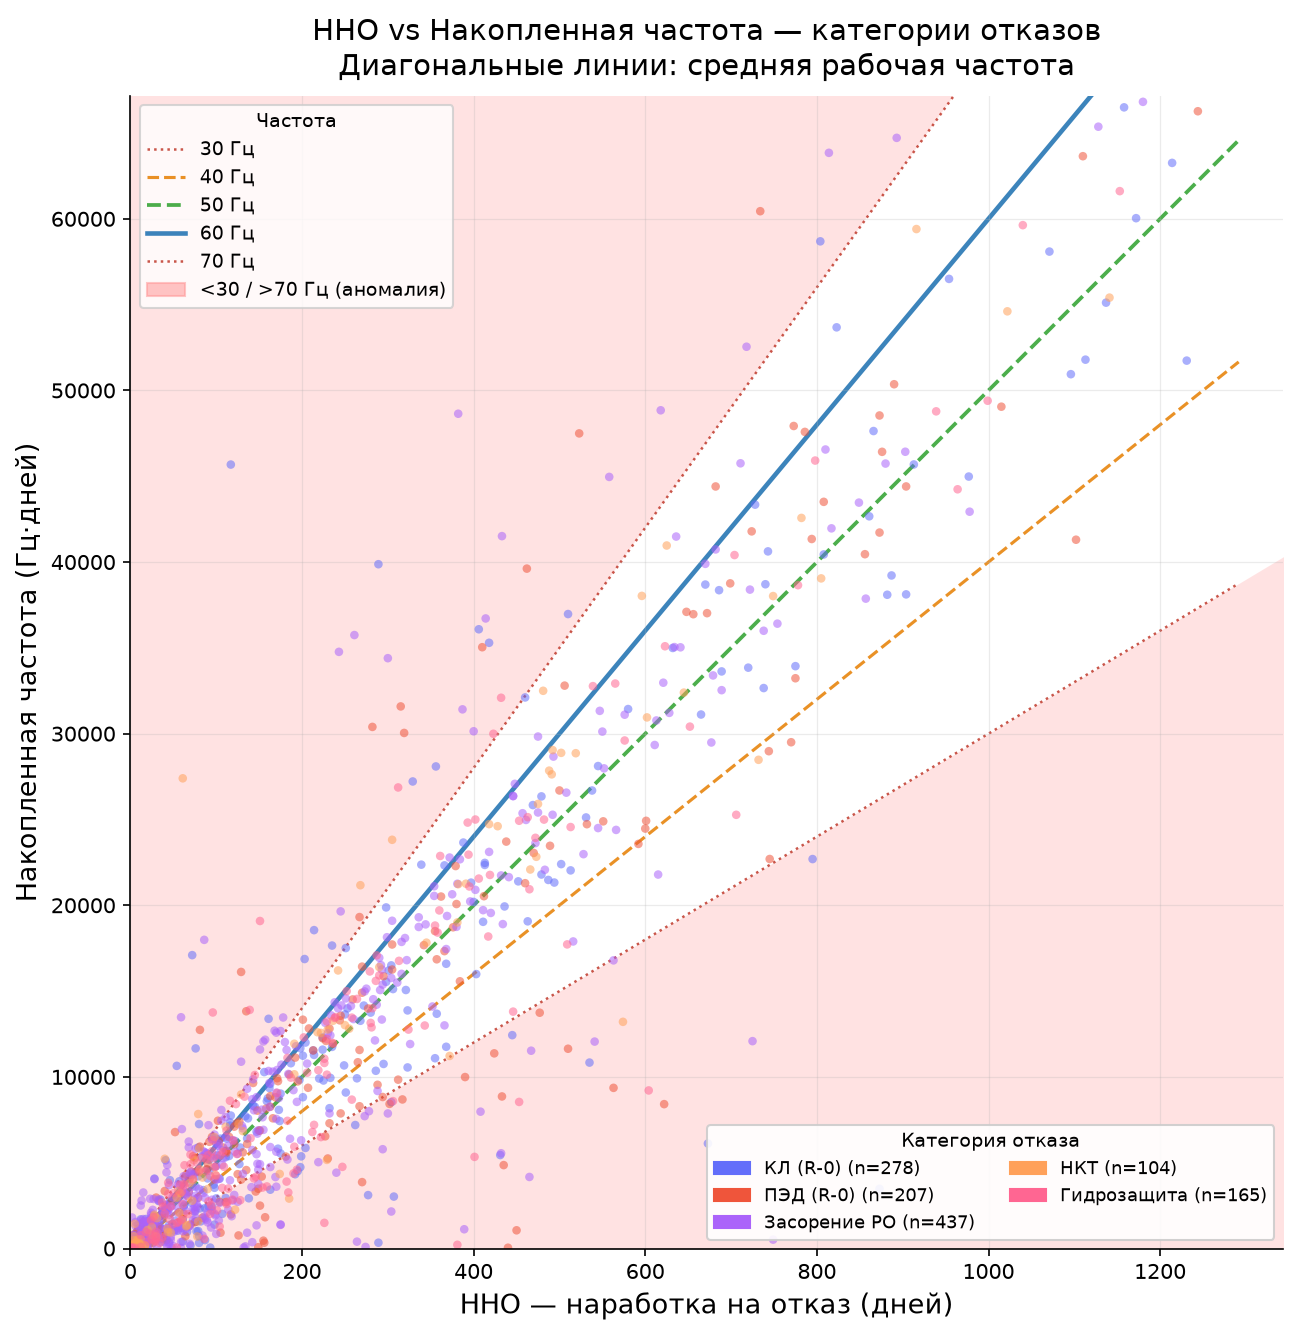 ННО vs Накопленная частота — категории отказов
Диагональные линии: средняя рабочая частота
Накопленная частота (Гц·дней)
60000
50000
40000
30000
20000
10000
0
Частота
30 Гц
40 Гц
50 Гц
60 Гц
70 Гц
<30 / >70 Гц (аномалия)
Категория отказа
КЛ (R-0) (n=278)
ПЭД (R-0) (n=207)
Засорение РО (n=437)
НКТ (n=104)
Гидрозащита (n=165)
0 200 400 600 800 1000 1200
ННО — наработка на отказ (дней)